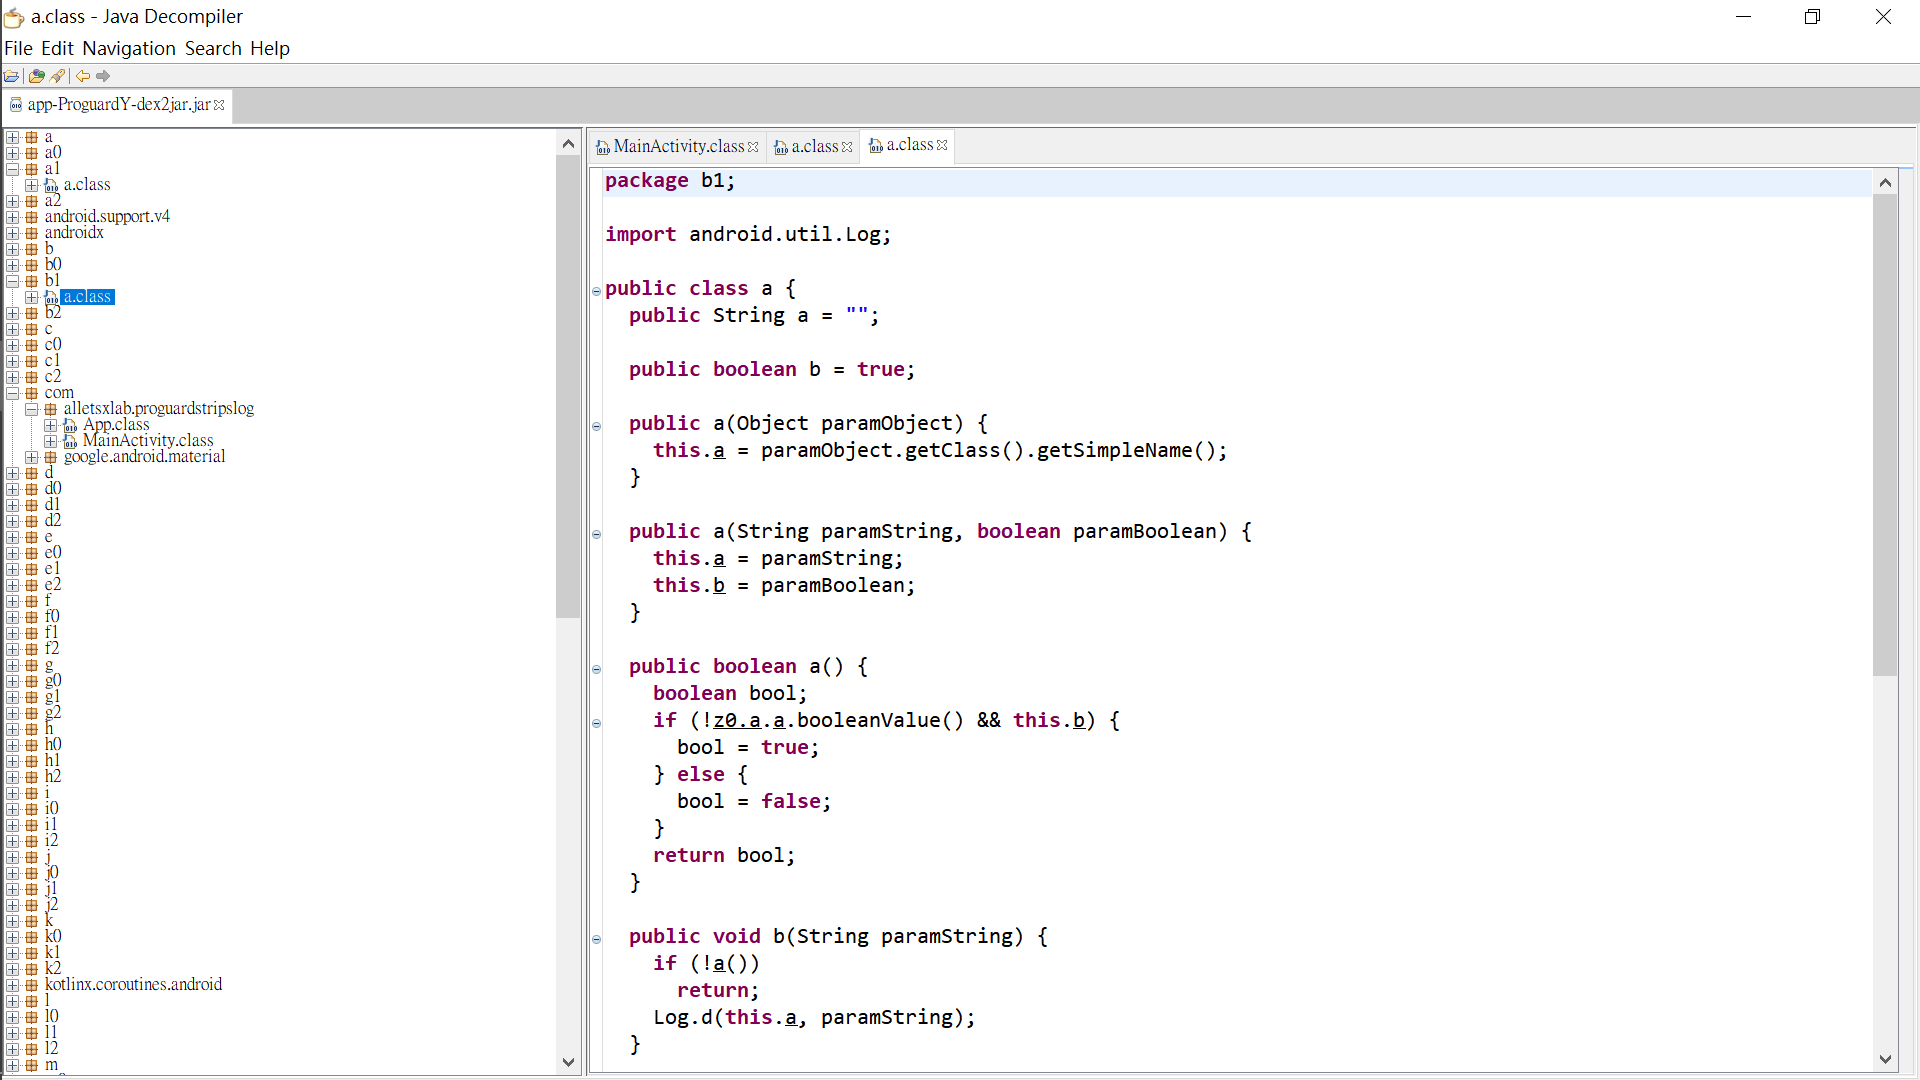 a.class - Java Decompiler
File Edit Navigation Search Help
app-ProguardY-dex2jar.jar
a
a0
a1
a.class
a2
android.support.v4
androidx
b
b0
b1
a.class
b2
c
c0
c1
c2
com
alletsxlab.proguardstripslog
App.class
MainActivity.class
google.android.material
d
d0
d1
d2
e
e0
e1
e2
f
f0
f1
f2
g
g0
g1
g2
h
h0
h1
h2
i
i0
i1
i2
j
j0
j1
j2
k
k0
k1
k2
kotlinx.coroutines.android
l
l0
l1
l2
m
MainActivity.class a.class a.class
package b1;
import android.util.Log;
public class a {
public String a = "";
public boolean b = true;
public a(Object paramObject) {
this.a = paramObject.getClass().getSimpleName();
}
public a(String paramString, boolean paramBoolean) {
this.a = paramString;
this.b = paramBoolean;
}
public boolean a() {
boolean bool;
if (!z0.a.a.booleanValue() && this.b) {
bool = true;
} else {
bool = false;
}
return bool;
}
public void b(String paramString) {
if (!a())
return;
Log.d(this.a, paramString);
}